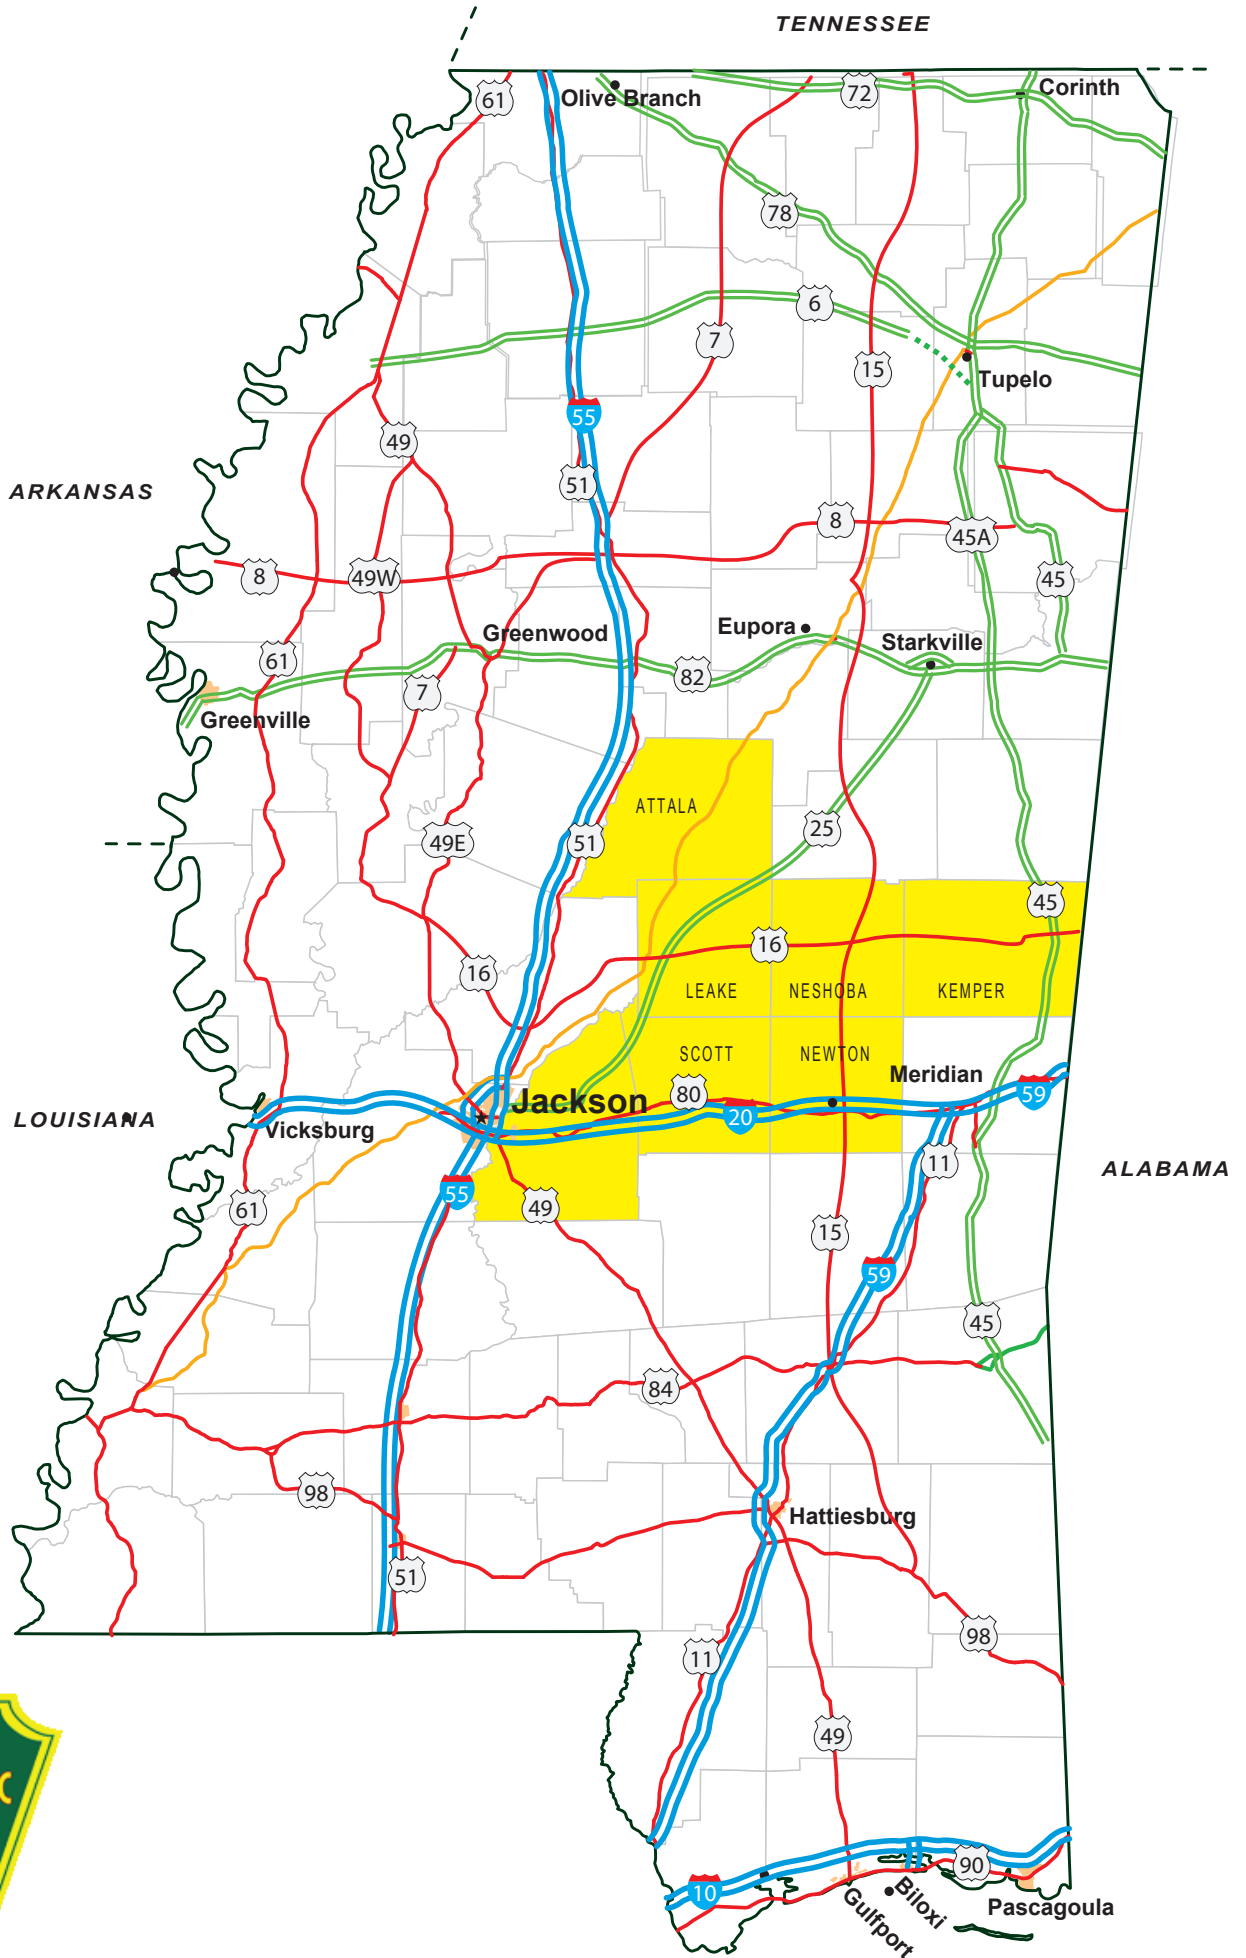 TENNESSEE
61
Olive Branch
72
Corinth
78
6
7
15
Tupelo
55
49
51
ARKANSAS
8
45A
8
49W
45
Greenwood
Eupora
Starkville
61
82
7
Greenville
ATTALA
25
49E
51
45
16
16
LEAKE
NESHOBA
KEMPER
SCOTT
NEWTON
Meridian
80
59
Jackson
20
LOUISIANA
Vicksburg
11
ALABAMA
55
61
49
15
59
45
84
98
Hattiesburg
51
98
11
49
C
90
10
Biloxi
Gulfport
Pascagoula